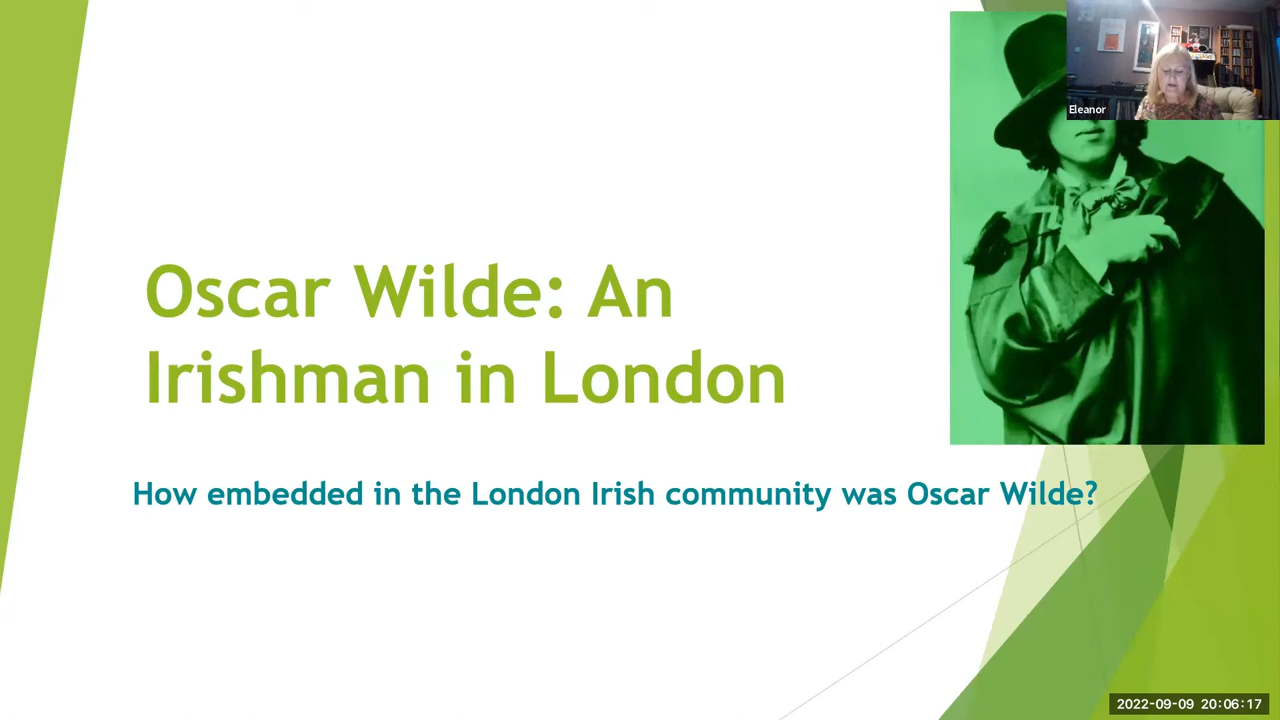 Eleanor
Oscar Wilde: An
Irishman in London
How embedded in the London Irish community was Oscar Wilde?
2022-09-09 20:06:17